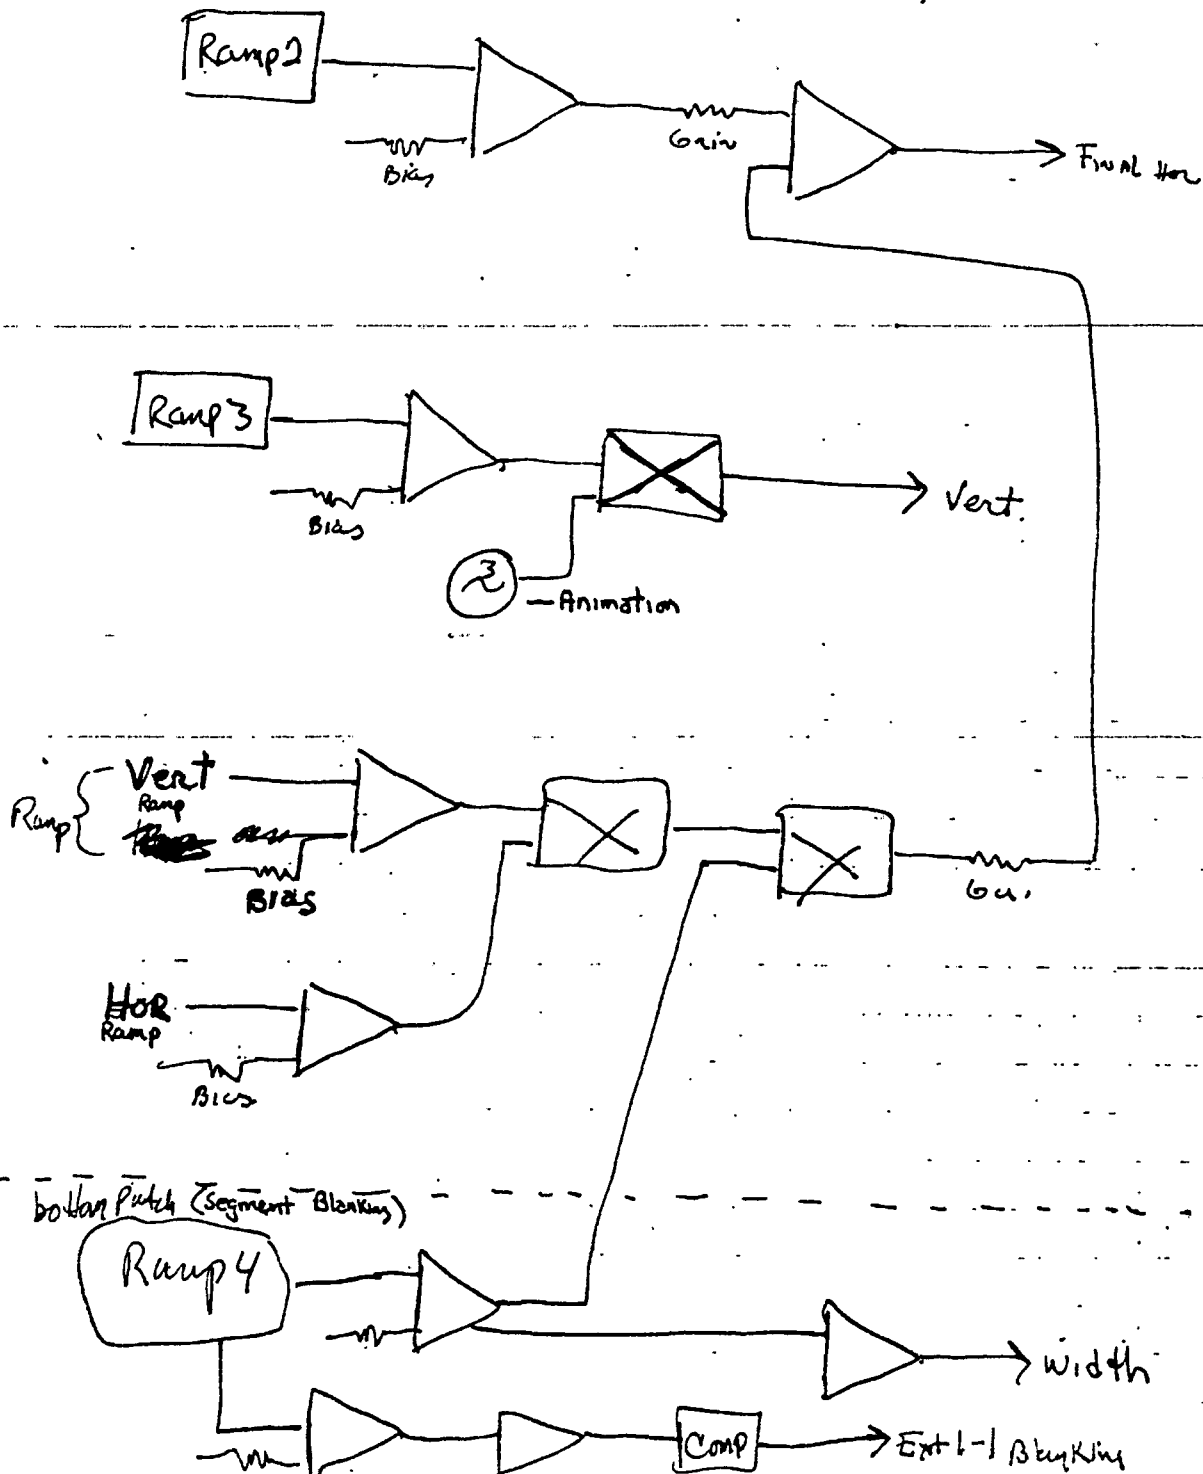 Ramp2
Gain
Bias
Final Hor
Ramp3
Bias
Vert.
3
Animation
Vert
Ramp
Ramp
Bias
Hor
Ramp
Bias
bottom Patch (Segment Blanking)
Ramp4
Width
Comp
Ext 1-1 Blanking